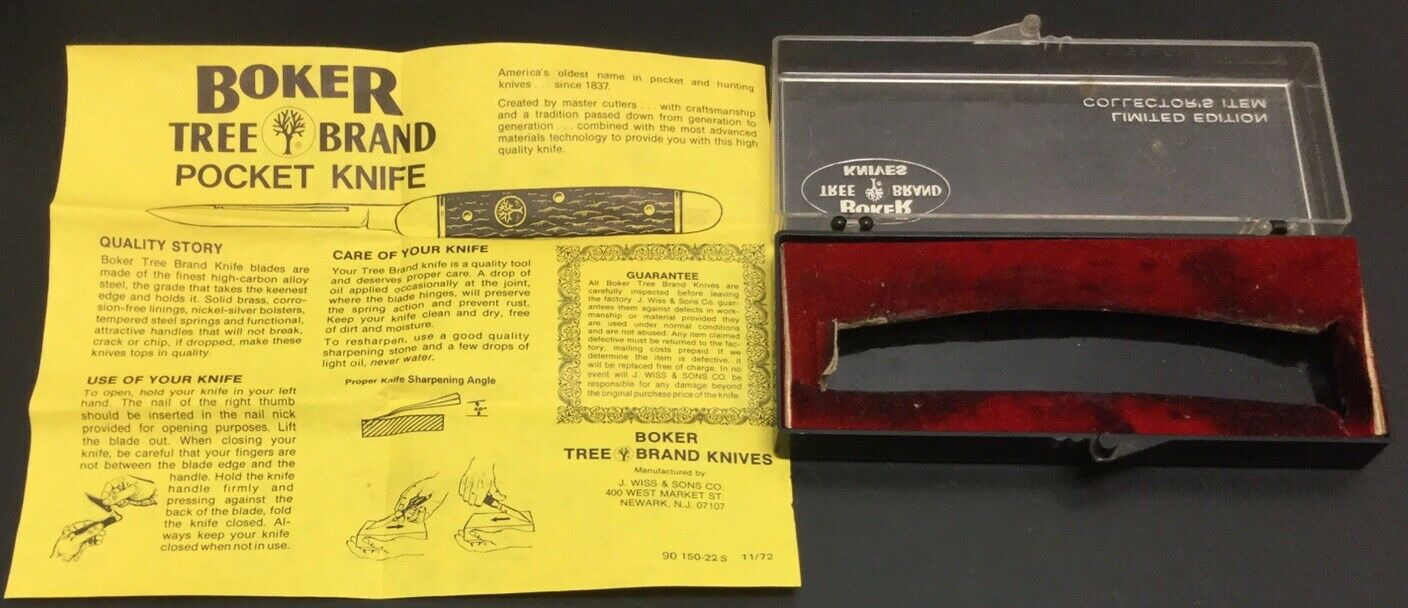 BOKER
TREE BRAND
®
POCKET KNIFE
America's oldest name in pocket and hunting
knives . . . since 1837.
Created by master cutlers . . . with craftsmanship
and a tradition passed down from generation to
generation . . . combined with the most advanced
materials technology to provide you with this high
quality knife.
QUALITY STORY
Boker Tree Brand Knife blades are
made of the finest high-carbon alloy
steel, the grade that takes the keenest
edge and holds it. Solid brass, corro-
sion-free linings, nickel-silver bolsters,
tempered steel springs and functional,
attractive handles that will not break,
crack or chip, if dropped, make these
knives tops in quality.
USE OF YOUR KNIFE
To open, hold your knife in your left
hand. The nail of the right thumb
should be inserted in the nail nick
provided for opening purposes. Lift
the blade out. When closing your
knife, be careful that your fingers are
not between the blade edge and the
handle. Hold the knife
handle firmly and
pressing against the
back of the blade, fold
the knife closed. Al-
ways keep your knife
closed when not in use.
CARE OF YOUR KNIFE
Your Tree Brand knife is a quality tool
and deserves proper care. A drop of
oil applied occasionally at the joint,
where the blade hinges, will preserve
the spring action and prevent rust.
Keep your knife clean and dry, free
of dirt and moisture.
To resharpen, use a good quality
sharpening stone and a few drops of
light oil, never water.
Proper Knife Sharpening Angle
GUARANTEE
All Boker Tree Brand Knives are
carefully inspected before leaving
the factory. J. Wiss & Sons Co. guar-
antees them against defects in work-
manship or material provided they
are used under normal conditions
and are not abused. Any item claimed
defective must be returned to the fac-
tory, mailing costs prepaid. If we
determine the item is defective, it
will be replaced free of charge. In no
event will J. WISS & SONS CO. be
responsible for any damage beyond
the original purchase price of the knife.
BOKER
TREE BRAND KNIVES
Manufactured by
J. WISS & SONS CO.
400 WEST MARKET ST.
NEWARK, N.J. 07107
90 150-22 S 11/72
LIMITED EDITION
COLLECTOR'S ITEM
BOKER
TREE BRAND
KNIVES